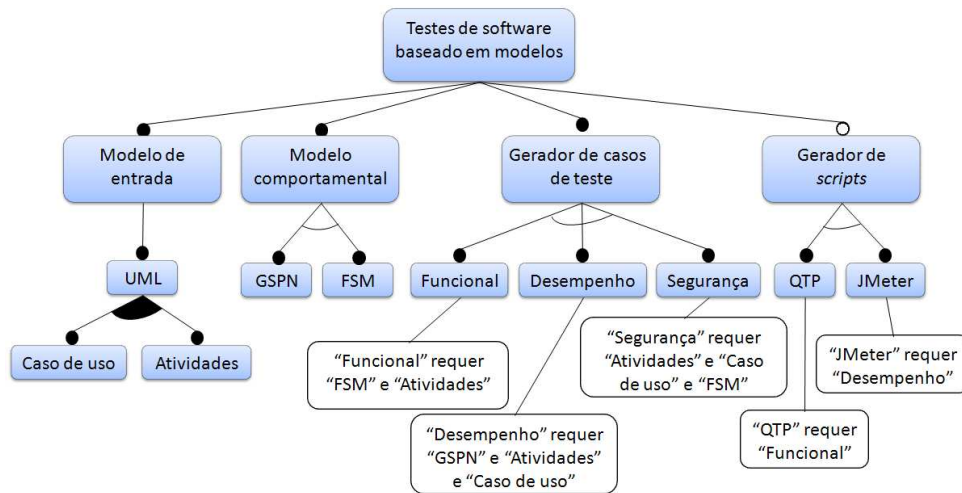 Testes de software
baseado em modelos
Modelo de
entrada
Modelo
comportamental
Gerador de casos
de teste
Gerador de
scripts
UML
GSPN
FSM
Funcional
Desempenho
Segurança
QTP
JMeter
Caso de uso
Atividades
“Funcional” requer
“FSM” e “Atividades”
“Segurança” requer
“Atividades” e “Caso
de uso” e “FSM”
“JMeter” requer
“Desempenho”
“Desempenho” requer
“GSPN” e “Atividades”
e “Caso de uso”
“QTP” requer
“Funcional”